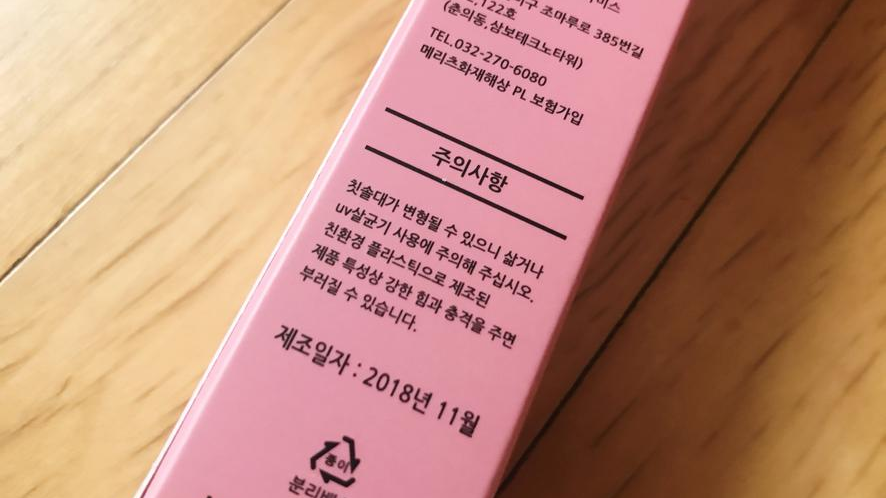 122호
조마루로 385번길
(춘의동,삼보테크노타워)
TEL.032-270-6080
메리츠화재해상 PL 보험가입
주의사항
칫솔대가 변형될 수 있으니 삶거나
uv살균기 사용에 주의해 주십시오.
친환경 플라스틱으로 제조된
제품 특성상 강한 힘과 충격을 주면
부러질 수 있습니다.
제조일자 : 2018년 11월
종이